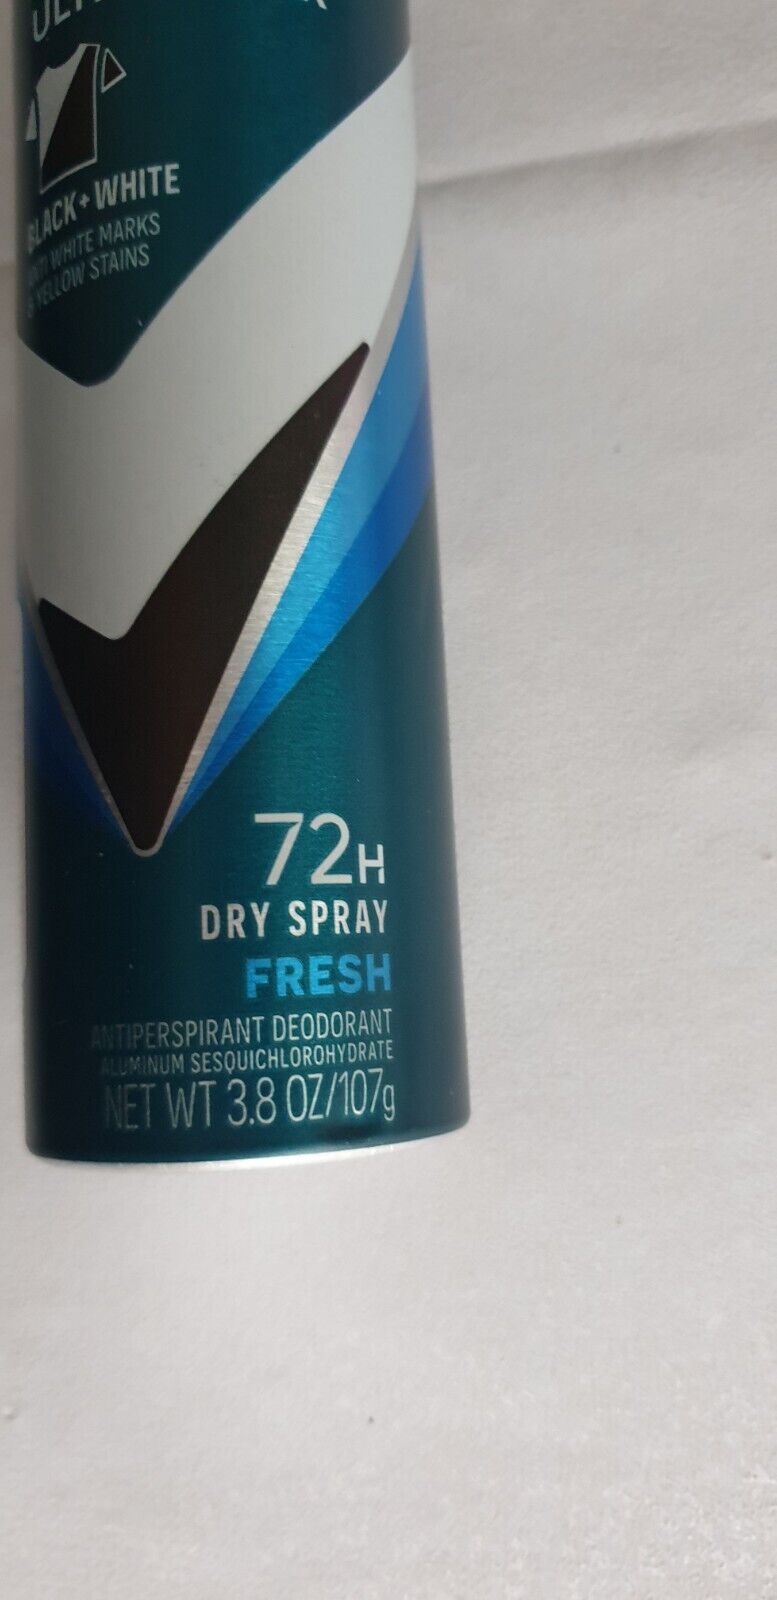 BLACK + WHITE
ANTI WHITE MARKS
& YELLOW STAINS
72H
DRY SPRAY
FRESH
ANTIPERSPIRANT DEODORANT
ALUMINUM SESQUICHLOROHYDRATE
NET WT 3.8 OZ/107g